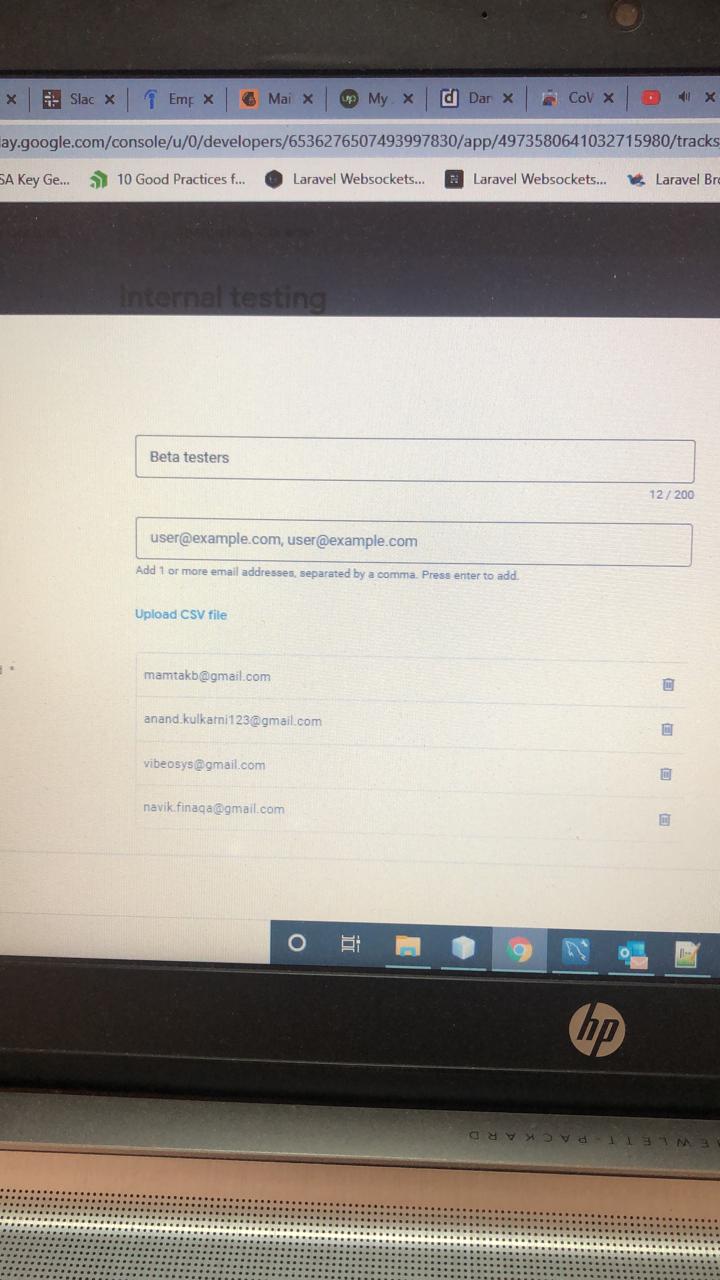 Slac
Emp
Mai
up
My
d
Dar
CoV
ay.google.com/console/u/0/developers/6536276507493997830/app/4973580641032715980/tracks
SA Key Ge...
10 Good Practices f...
Laravel Websockets...
Laravel Websockets...
Laravel Bro
Internal testing
Beta testers
12 / 200
user@example.com, user@example.com
Add 1 or more email addresses, separated by a comma. Press enter to add.
Upload CSV file
mamtakb@gmail.com
anand.kulkarni123@gmail.com
vibeosys@gmail.com
navik.finaqa@gmail.com
hp
HEWLETT-PACKARD